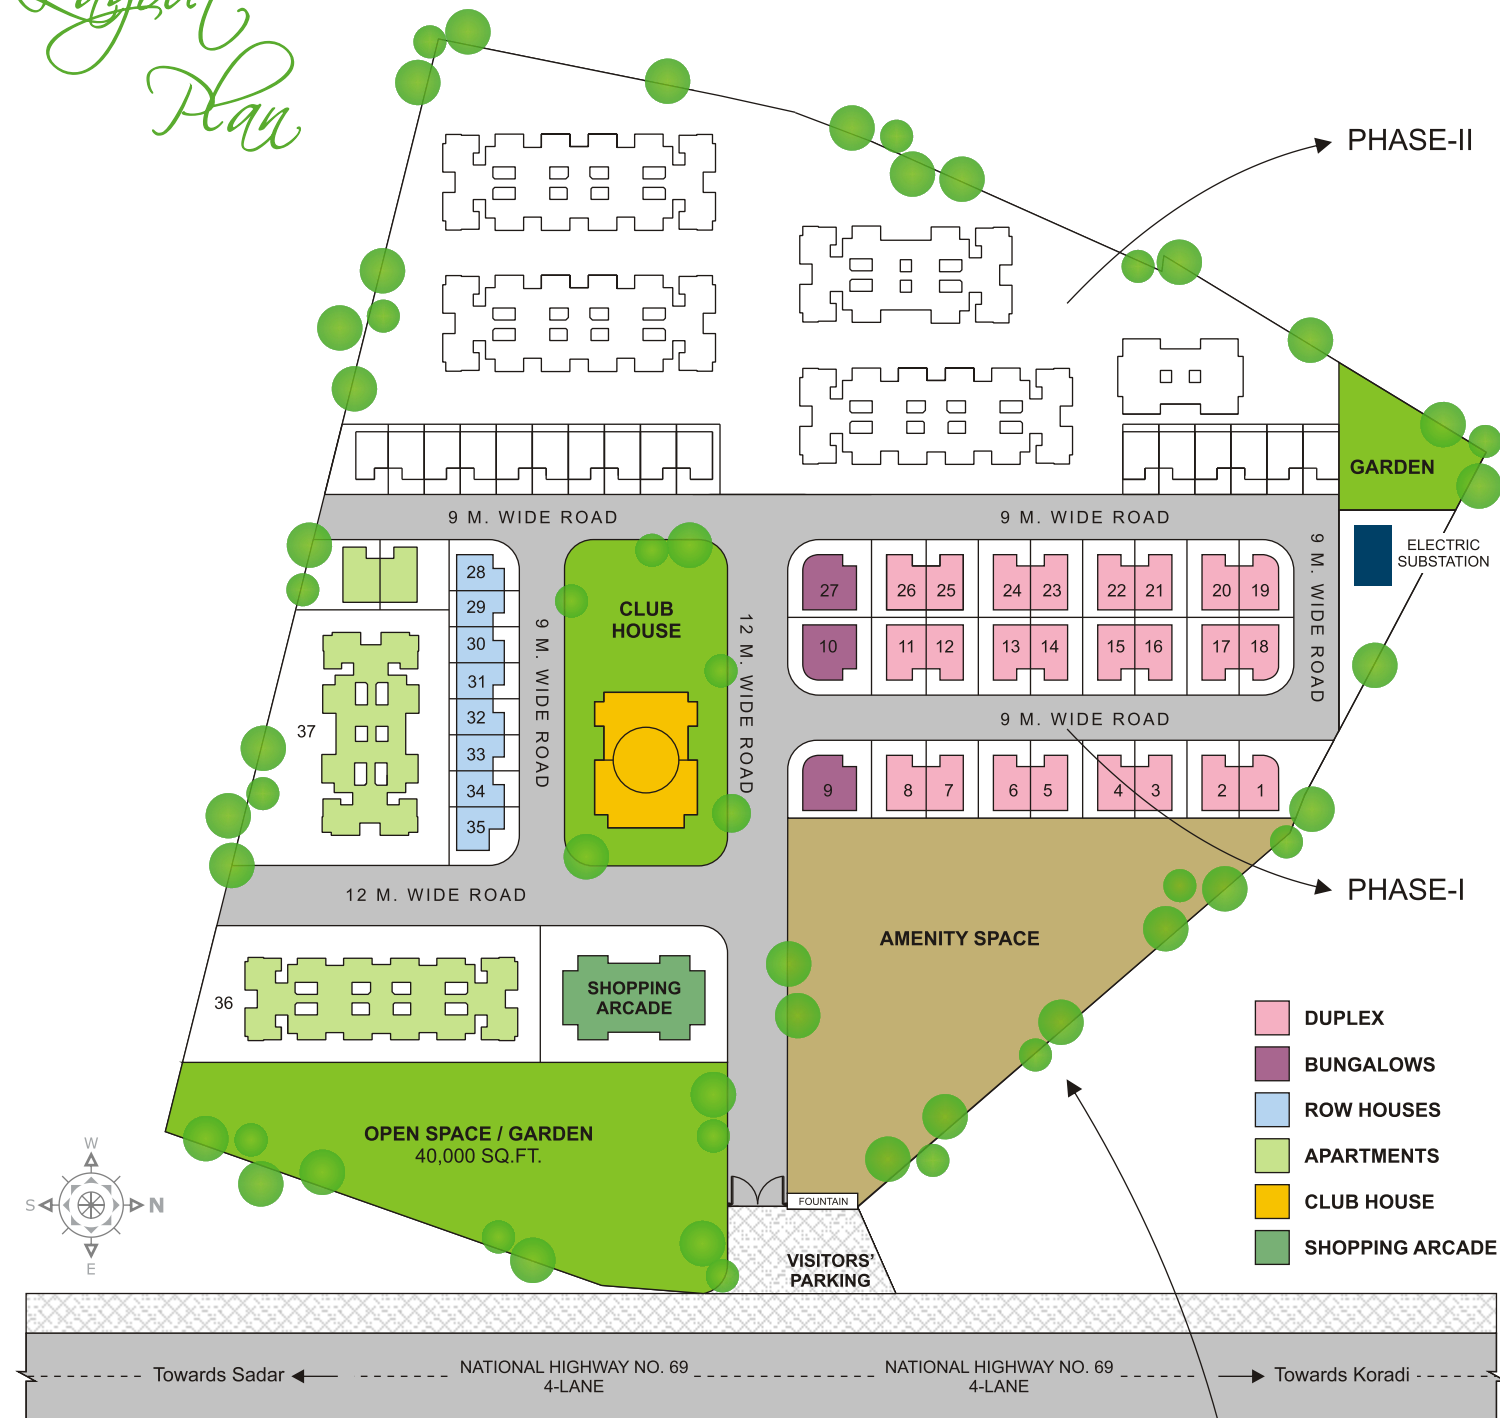 Layout
Plan
PHASE-II
GARDEN
9 M. WIDE ROAD
9 M. WIDE ROAD
ELECTRIC
SUBSTATION
9 M. WIDE ROAD
28
29
30
31
32
33
34
35
37
9 M. WIDE ROAD
CLUB
HOUSE
12 M. WIDE ROAD
27
26
25
24
23
22
21
20
19
10
11
12
13
14
15
16
17
18
9 M. WIDE ROAD
9
8
7
6
5
4
3
2
1
12 M. WIDE ROAD
PHASE-I
AMENITY SPACE
36
SHOPPING
ARCADE
DUPLEX
BUNGALOWS
ROW HOUSES
APARTMENTS
CLUB HOUSE
SHOPPING ARCADE
OPEN SPACE / GARDEN
40,000 SQ.FT.
W
S
N
E
FOUNTAIN
VISITORS'
PARKING
Towards Sadar
NATIONAL HIGHWAY NO. 69
4-LANE
NATIONAL HIGHWAY NO. 69
4-LANE
Towards Koradi